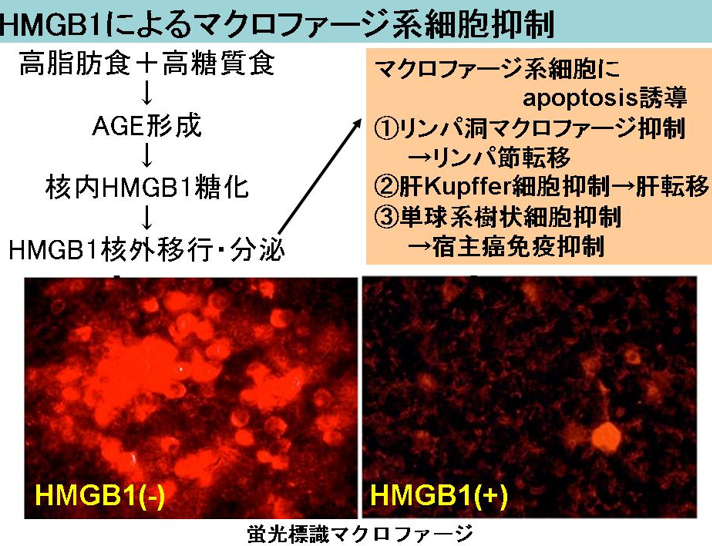 HMGB1によるマクロファージ系細胞抑制
高脂肪食＋高糖質食
↓
AGE形成
↓
核内HMGB1糖化
↓
HMGB1核外移行・分泌
マクロファージ系細胞に
apoptosis誘導
①リンパ洞マクロファージ抑制
→リンパ節転移
②肝Kupffer細胞抑制→肝転移
③単球系樹状細胞抑制
→宿主癌免疫抑制
HMGB1(-)
HMGB1(+)
蛍光標識マクロファージ